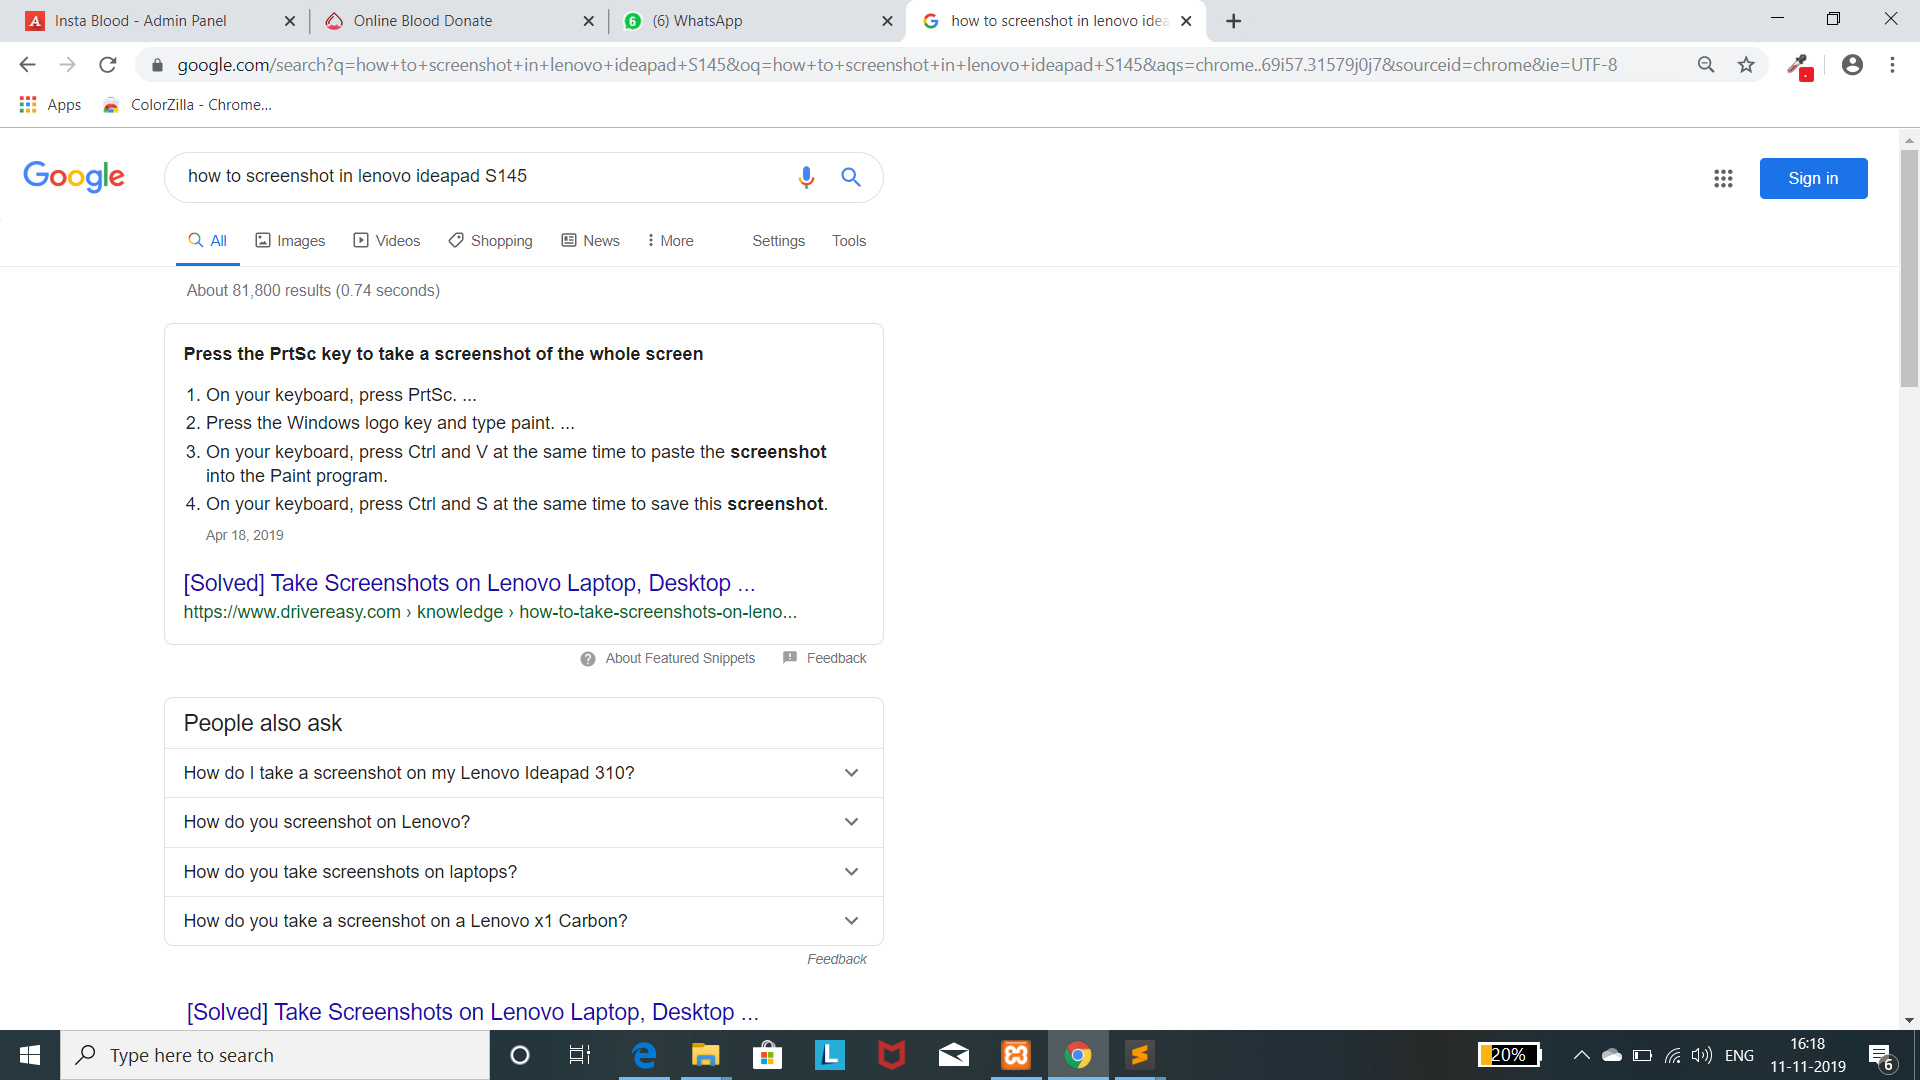 Insta Blood - Admin Panel
Online Blood Donate
(6) WhatsApp
how to screenshot in lenovo idea
google.com/search?q=how+to+screenshot+in+lenovo+ideapad+S145&oq=how+to+screenshot+in+lenovo+ideapad+S145&aqs=chrome..69i57.31579j0j7&sourceid=chrome&ie=UTF-8
Apps
ColorZilla - Chrome...
Google
how to screenshot in lenovo ideapad S145
Sign in
All
Images
Videos
Shopping
News
More
Settings
Tools
About 81,800 results (0.74 seconds)
Press the PrtSc key to take a screenshot of the whole screen
1. On your keyboard, press PrtSc. ...
2. Press the Windows logo key and type paint. ...
3. On your keyboard, press Ctrl and V at the same time to paste the screenshot
into the Paint program.
4. On your keyboard, press Ctrl and S at the same time to save this screenshot.
Apr 18, 2019
[Solved] Take Screenshots on Lenovo Laptop, Desktop ...
https://www.drivereasy.com › knowledge › how-to-take-screenshots-on-leno...
About Featured Snippets
Feedback
People also ask
How do I take a screenshot on my Lenovo Ideapad 310?
How do you screenshot on Lenovo?
How do you take screenshots on laptops?
How do you take a screenshot on a Lenovo x1 Carbon?
Feedback
[Solved] Take Screenshots on Lenovo Laptop, Desktop ...
Type here to search
L
20%
ENG
16:18
11-11-2019
6